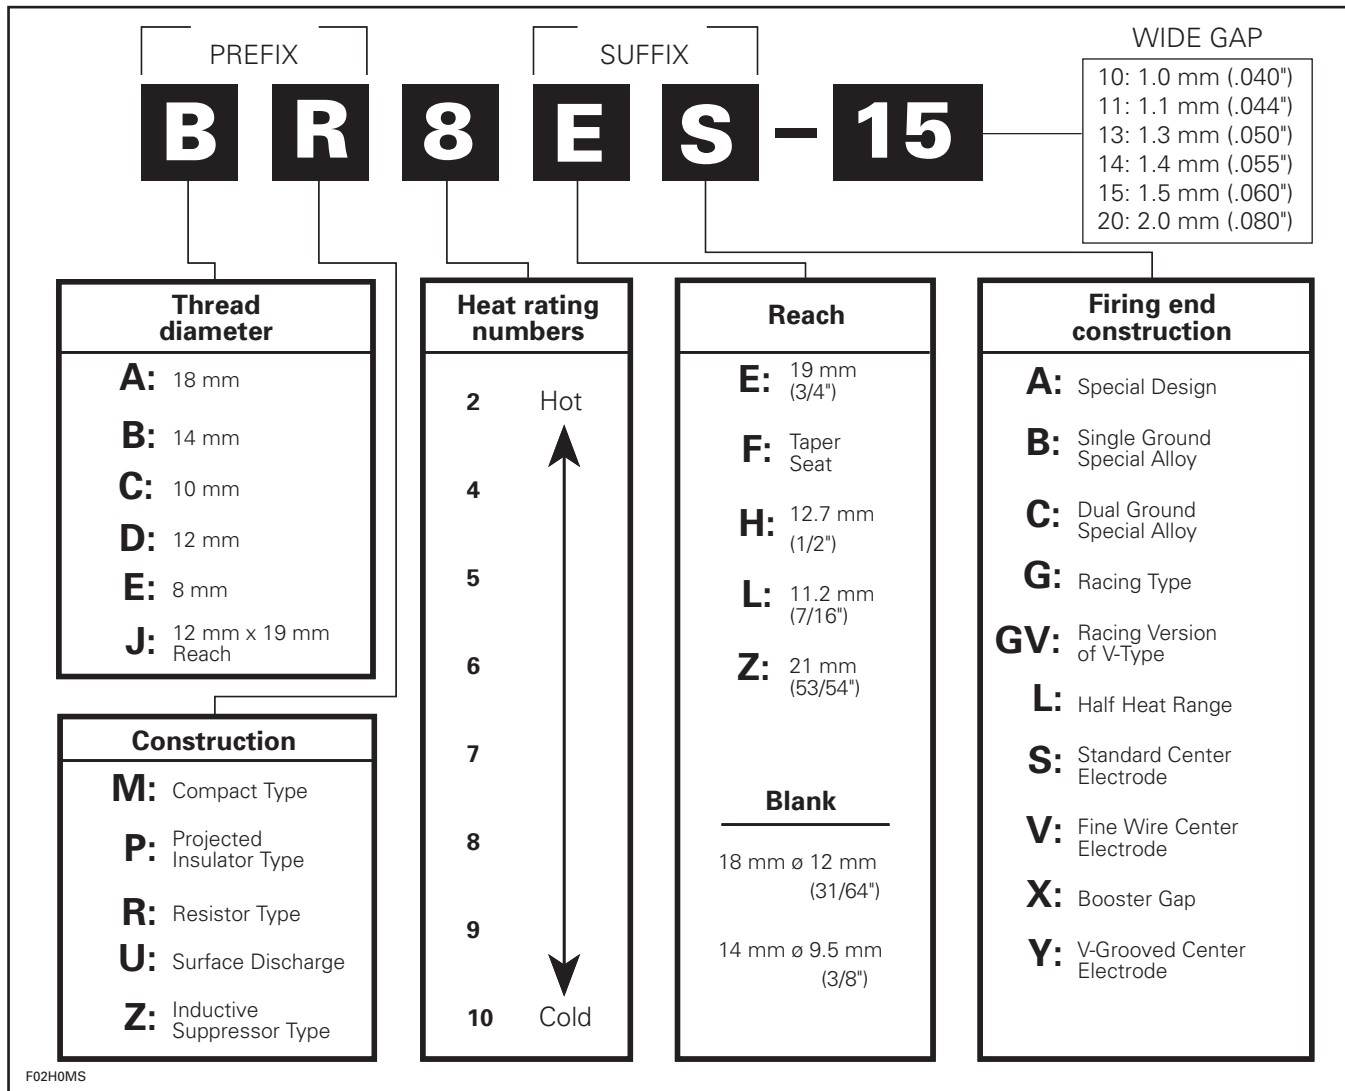 PREFIX
SUFFIX
WIDE GAP
B R 8 E S – 15
10: 1.0 mm (.040")
11: 1.1 mm (.044")
13: 1.3 mm (.050")
14: 1.4 mm (.055")
15: 1.5 mm (.060")
20: 2.0 mm (.080")
Thread
diameter
A: 18 mm
B: 14 mm
C: 10 mm
D: 12 mm
E: 8 mm
J: 12 mm x 19 mm
Reach
Construction
M: Compact Type
P: Projected
Insulator Type
R: Resistor Type
U: Surface Discharge
Z: Inductive
Suppressor Type
Heat rating
numbers
2 Hot
4
5
6
7
8
9
10 Cold
Reach
E: 19 mm
(3/4")
F: Taper
Seat
H: 12.7 mm
(1/2")
L: 11.2 mm
(7/16")
Z: 21 mm
(53/54")
Blank
18 mm ø 12 mm
(31/64")
14 mm ø 9.5 mm
(3/8")
Firing end
construction
A: Special Design
B: Single Ground
Special Alloy
C: Dual Ground
Special Alloy
G: Racing Type
GV: Racing Version
of V-Type
L: Half Heat Range
S: Standard Center
Electrode
V: Fine Wire Center
Electrode
X: Booster Gap
Y: V-Grooved Center
Electrode
F02H0MS